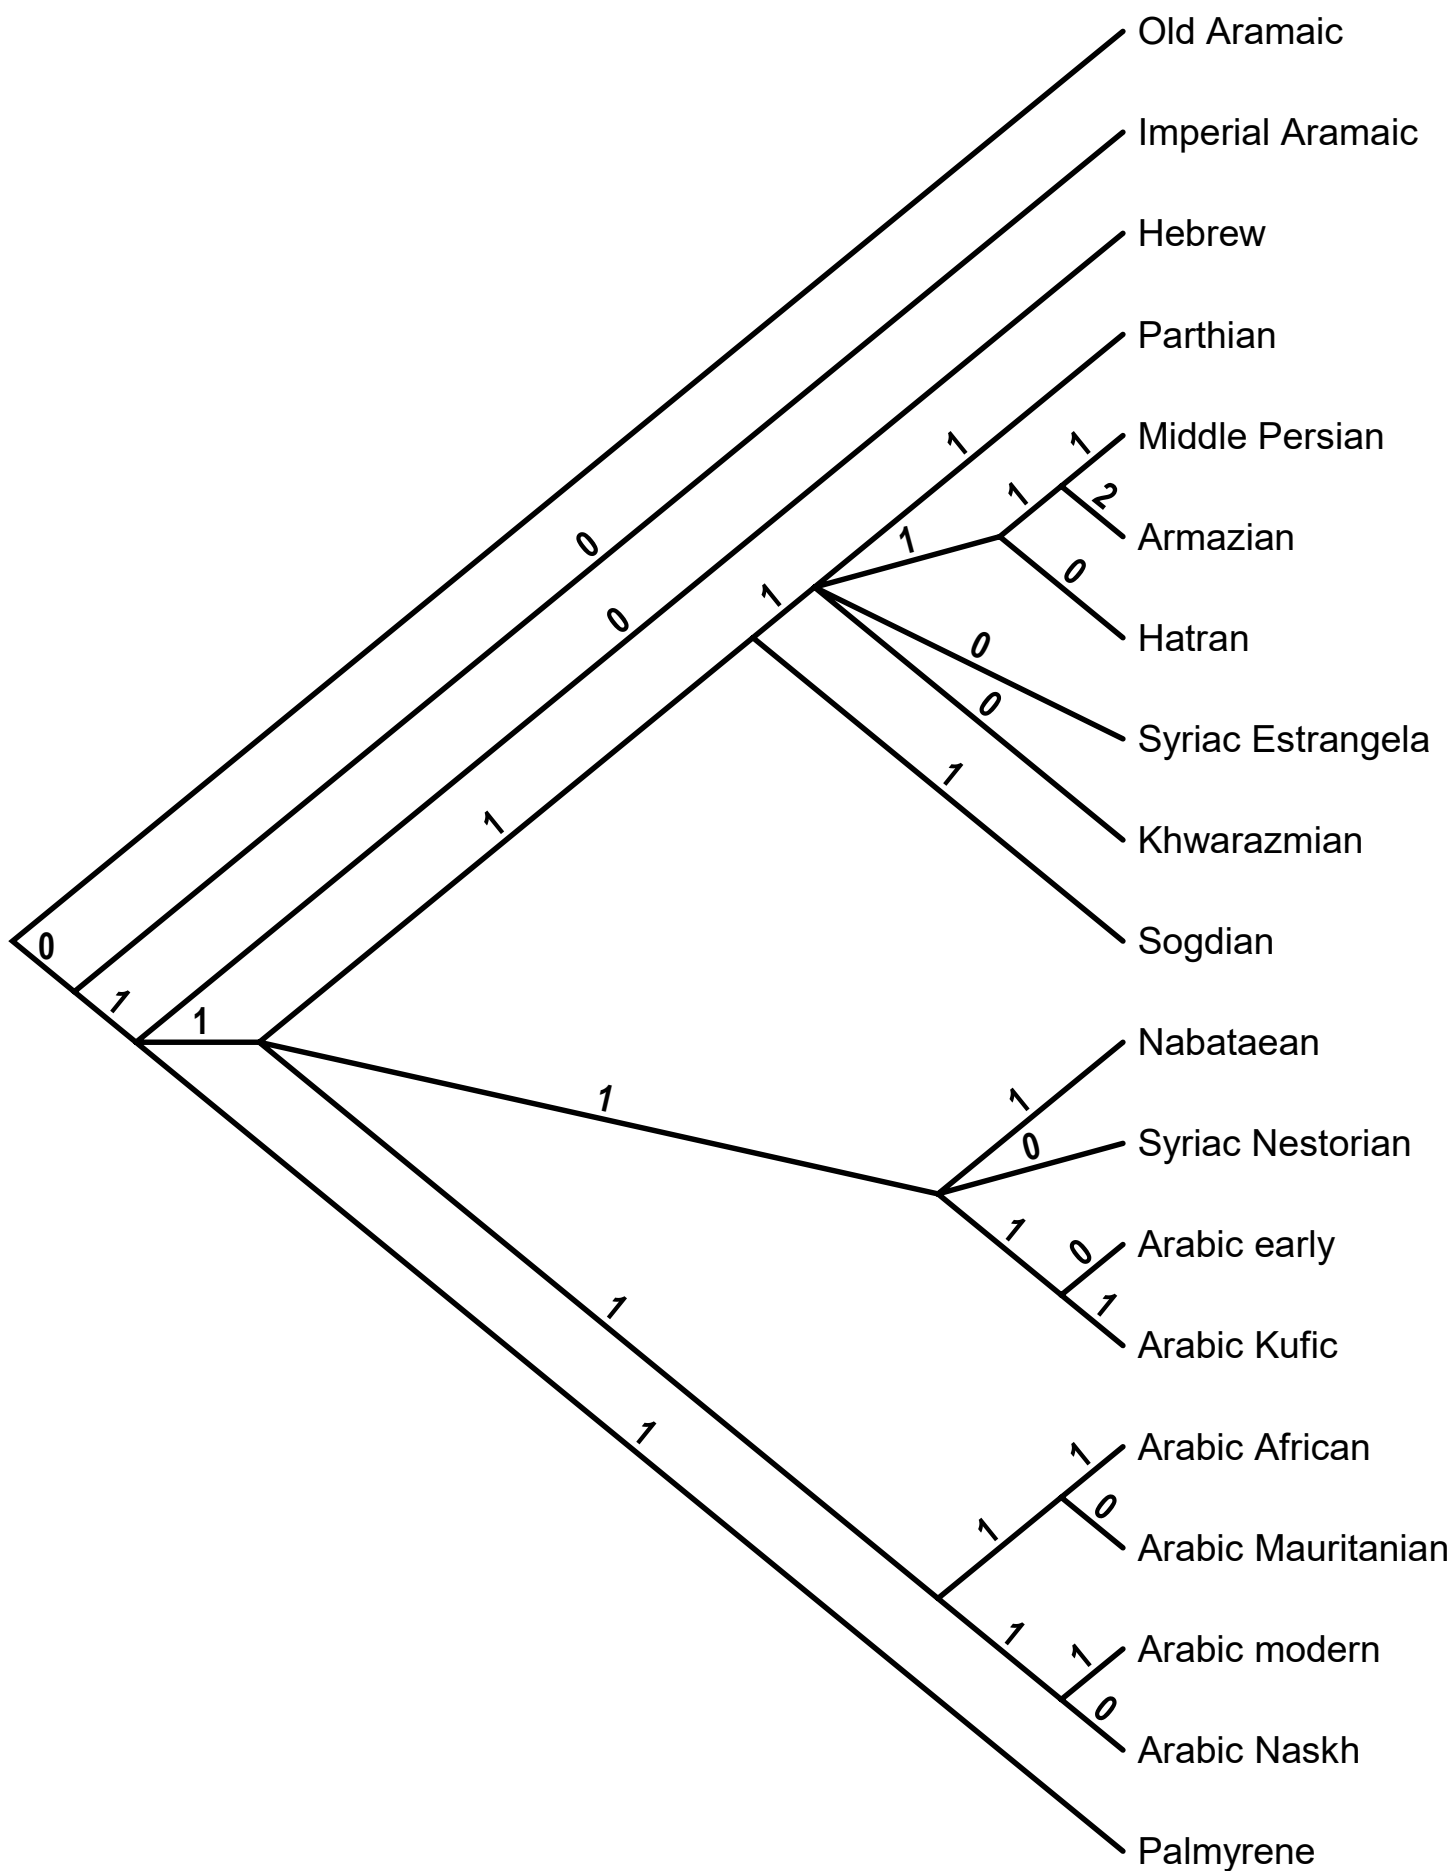 Old Aramaic
Imperial Aramaic
Hebrew
Parthian
1
1
Middle Persian
1
2
Armazian
1
0
0
Hatran
1
0
0
0
Syriac Estrangela
1
1
Khwarazmian
Sogdian
0
1
1
Nabataean
1
1
0
Syriac Nestorian
1
0
Arabic early
1
1
Arabic Kufic
1
1
Arabic African
1
0
Arabic Mauritanian
1
1
Arabic modern
0
Arabic Naskh
Palmyrene